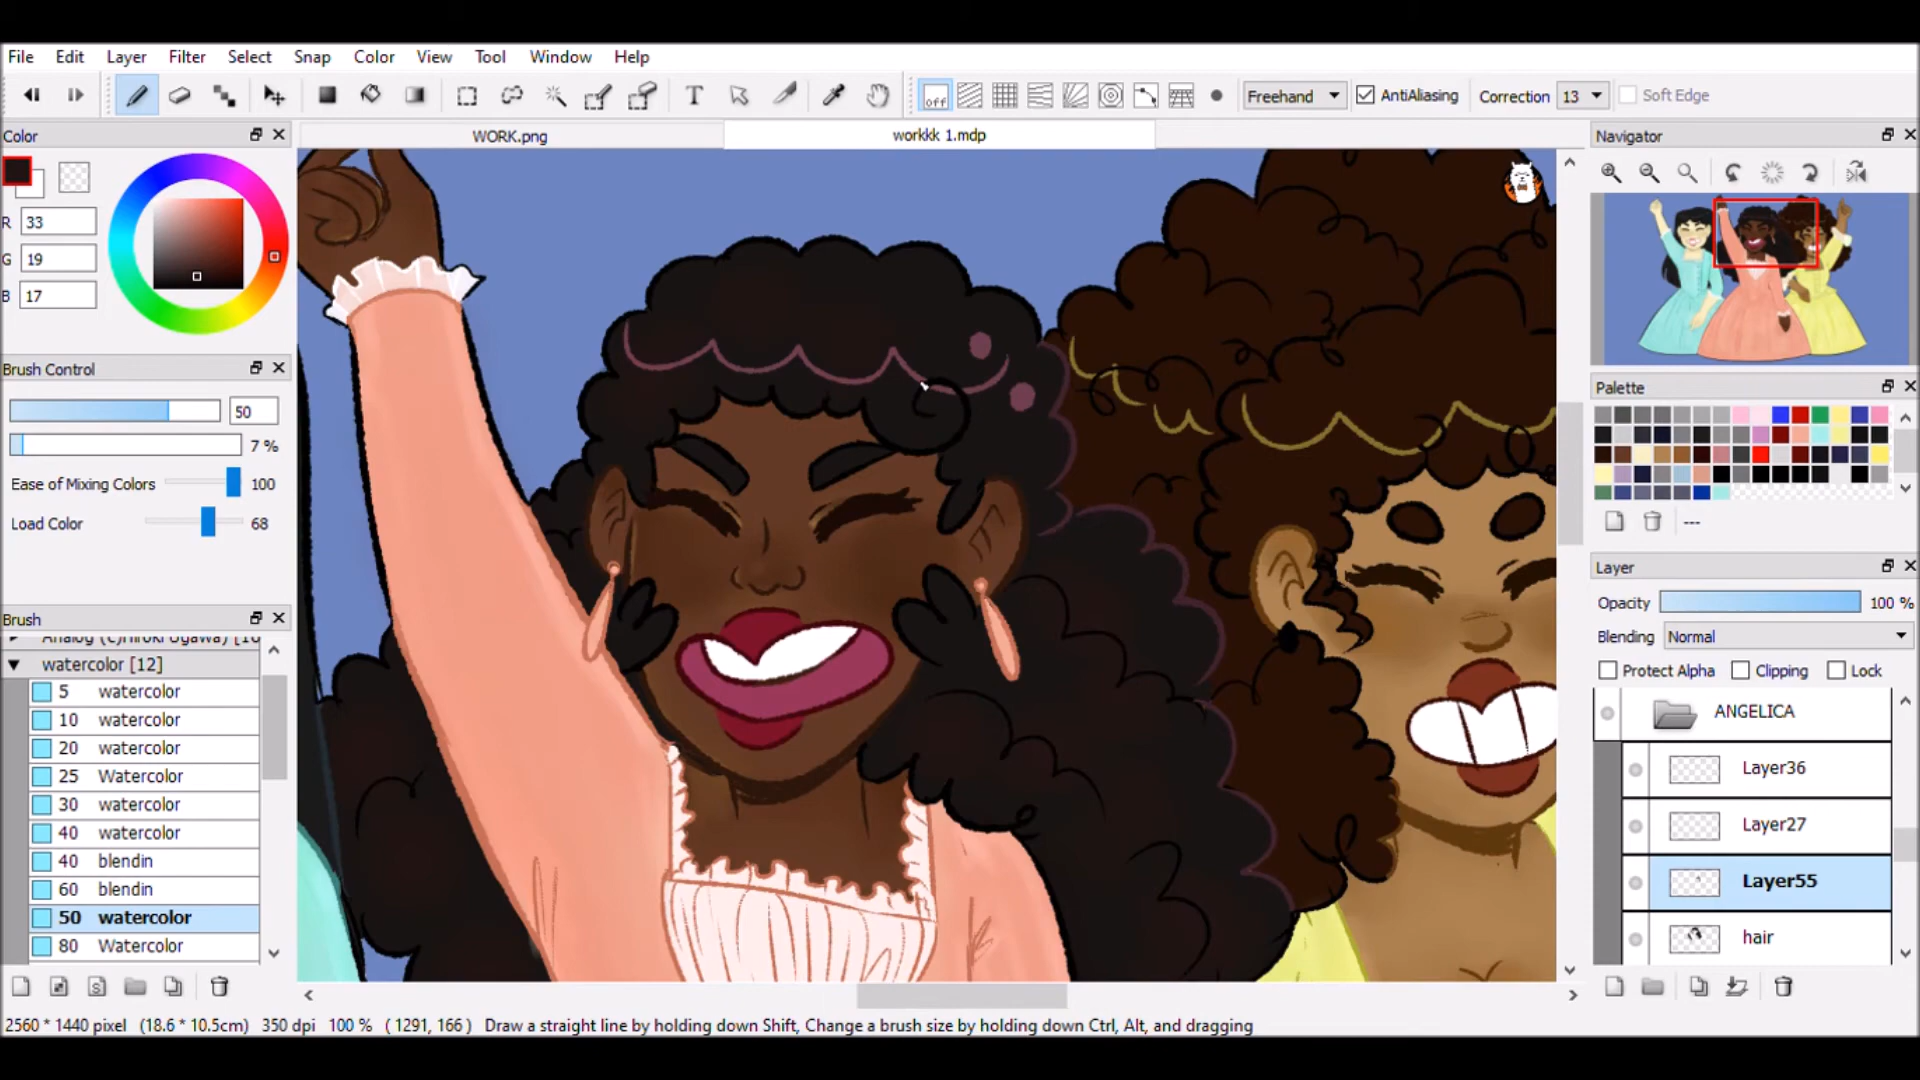 File Edit Layer Filter Select Snap Color View Tool Window Help
off Freehand AntiAliasing Correction 13 Soft Edge
Color
WORK.png workkk 1.mdp
Navigator
R 33
G 19
B 17
Brush Control
50
7 %
Ease of Mixing Colors 100
Load Color 68
Palette
---
Layer
Opacity 100 %
Blending Normal
Protect Alpha Clipping Lock
ANGELICA
Layer36
Layer27
Layer55
hair
Brush
watercolor [12]
5 watercolor
10 watercolor
20 watercolor
25 Watercolor
30 watercolor
40 watercolor
40 blendin
60 blendin
50 watercolor
80 Watercolor
2560 * 1440 pixel (18.6 * 10.5cm) 350 dpi 100 % ( 1291, 166 ) Draw a straight line by holding down Shift, Change a brush size by holding down Ctrl, Alt, and dragging